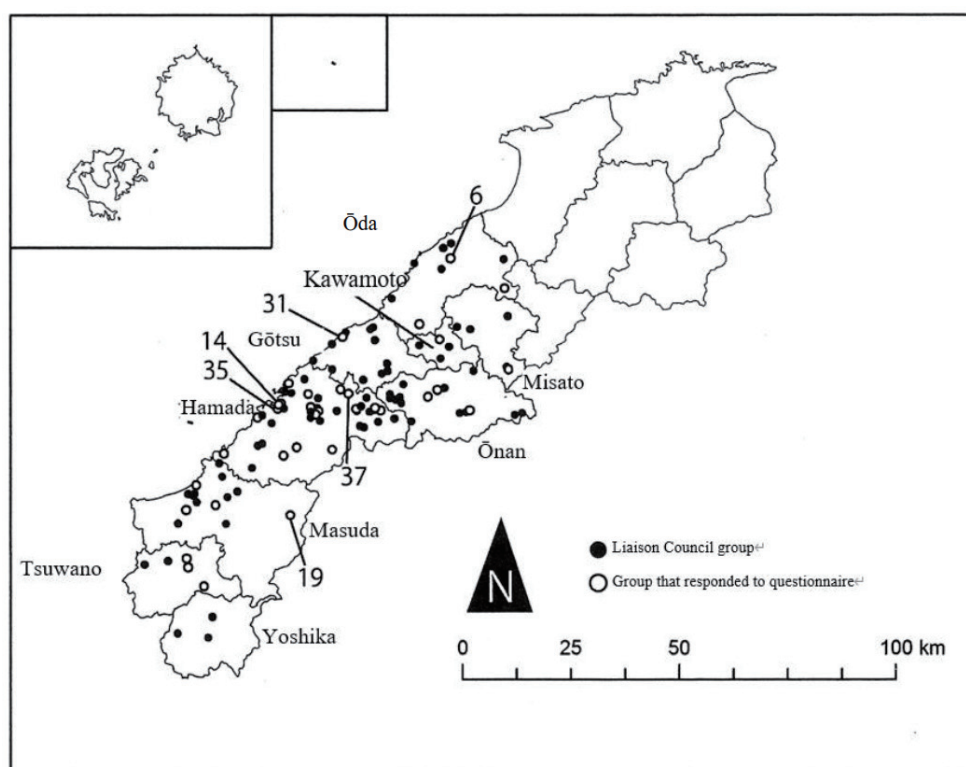 6
Ōda
Kawamoto
31
Gōtsu
14
35
Hamada
Misato
Ōnan
37
Masuda
19
Tsuwano
Yoshika
N
Liaison Council group↵
Group that responded to questionnaire↵
0 25 50 100 km